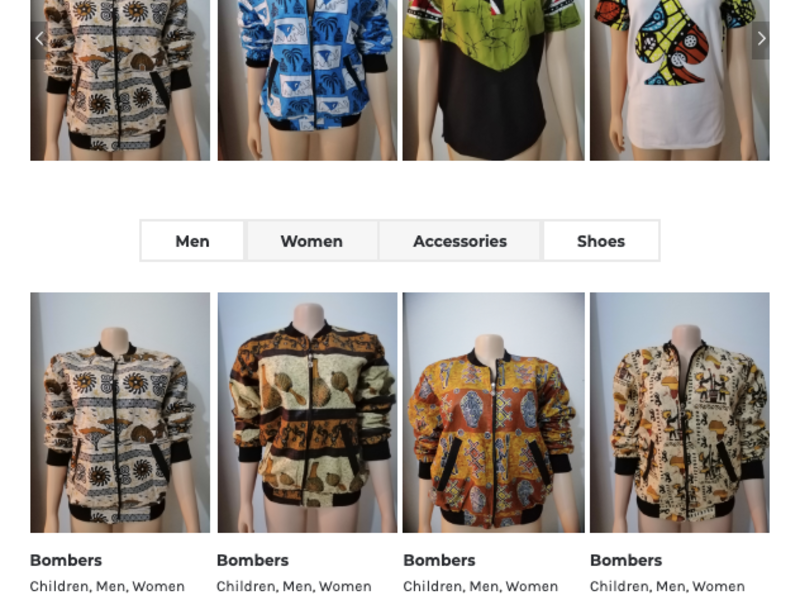 Men
Women
Accessories
Shoes
Bombers
Bombers
Bombers
Bombers
Children, Men, Women
Children, Men, Women
Children, Men, Women
Children, Men, Women